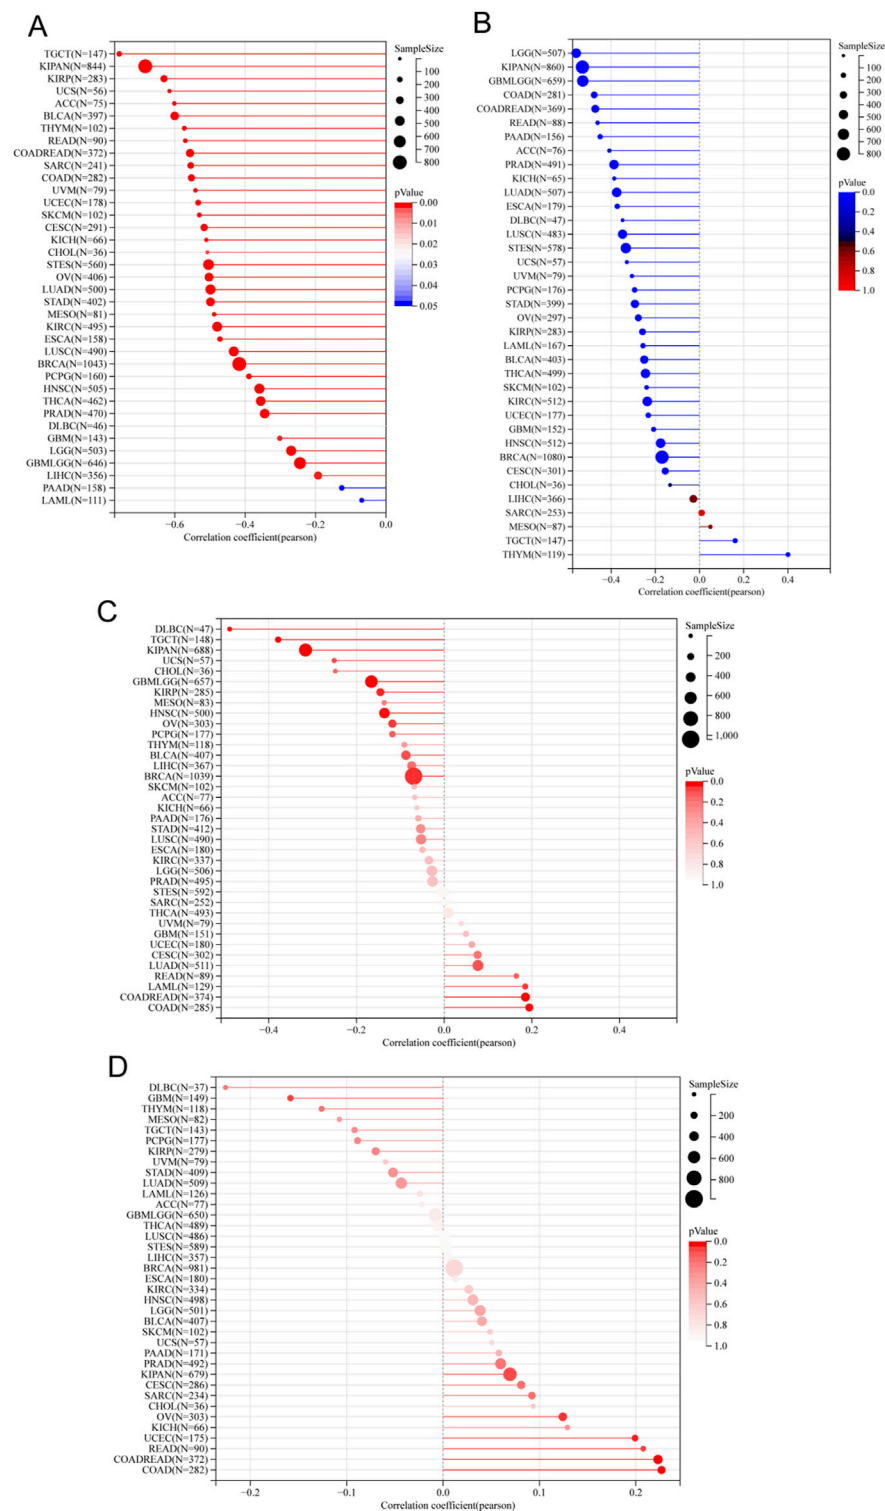 A
TGCT(N=147)
KIPAN(N=844)
KIRP(N=283)
UCS(N=56)
ACC(N=75)
BLCA(N=397)
THYM(N=102)
READ(N=90)
COADREAD(N=372)
SARC(N=241)
COAD(N=282)
UVM(N=79)
UCEC(N=178)
SKCM(N=102)
CESC(N=291)
KICH(N=66)
CHOL(N=36)
STES(N=560)
OV(N=406)
LUAD(N=500)
STAD(N=402)
MESO(N=81)
KIRC(N=495)
ESCA(N=158)
LUSC(N=490)
BRCA(N=1043)
PCPG(N=160)
HNSC(N=505)
THCA(N=462)
PRAD(N=470)
DLBC(N=46)
GBM(N=143)
LGG(N=503)
GBMLGG(N=646)
LIHC(N=356)
PAAD(N=158)
LAML(N=111)
−0.6 −0.4 −0.2 0.0
Correlation coefficient(pearson)
SampleSize
100
200
300
400
500
600
700
800
pValue
0.00
0.01
0.02
0.03
0.04
0.05
B
LGG(N=507)
KIPAN(N=860)
GBMLGG(N=659)
COAD(N=281)
COADREAD(N=369)
READ(N=88)
PAAD(N=156)
ACC(N=76)
PRAD(N=491)
KICH(N=65)
LUAD(N=507)
ESCA(N=179)
DLBC(N=47)
LUSC(N=483)
STES(N=578)
UCS(N=57)
UVM(N=79)
PCPG(N=176)
STAD(N=399)
OV(N=297)
KIRP(N=283)
LAML(N=167)
BLCA(N=403)
THCA(N=499)
SKCM(N=102)
KIRC(N=512)
UCEC(N=177)
GBM(N=152)
HNSC(N=512)
BRCA(N=1080)
CESC(N=301)
CHOL(N=36)
LIHC(N=366)
SARC(N=253)
MESO(N=87)
TGCT(N=147)
THYM(N=119)
−0.4 −0.2 0.0 0.2 0.4
Correlation coefficient(pearson)
SampleSize
100
200
300
400
500
600
700
800
pValue
0.0
0.2
0.4
0.6
0.8
1.0
C
DLBC(N=47)
TGCT(N=148)
KIPAN(N=688)
UCS(N=57)
CHOL(N=36)
GBMLGG(N=657)
KIRP(N=285)
MESO(N=83)
HNSC(N=500)
OV(N=303)
PCPG(N=177)
THYM(N=118)
BLCA(N=407)
LIHC(N=367)
BRCA(N=1039)
SKCM(N=102)
ACC(N=77)
KICH(N=66)
PAAD(N=176)
STAD(N=412)
LUSC(N=490)
ESCA(N=180)
KIRC(N=337)
LGG(N=506)
PRAD(N=495)
STES(N=592)
SARC(N=252)
THCA(N=493)
UVM(N=79)
GBM(N=151)
UCEC(N=180)
CESC(N=302)
LUAD(N=511)
READ(N=89)
LAML(N=129)
COADREAD(N=374)
COAD(N=285)
−0.4 −0.2 0.0 0.2 0.4
Correlation coefficient(pearson)
SampleSize
200
400
600
800
1,000
pValue
0.0
0.2
0.4
0.6
0.8
1.0
D
DLBC(N=37)
GBM(N=149)
THYM(N=118)
MESO(N=82)
TGCT(N=143)
PCPG(N=177)
KIRP(N=279)
UVM(N=79)
STAD(N=409)
LUAD(N=509)
LAML(N=126)
ACC(N=77)
GBMLGG(N=650)
THCA(N=489)
LUSC(N=486)
STES(N=589)
LIHC(N=357)
BRCA(N=981)
ESCA(N=180)
KIRC(N=334)
HNSC(N=498)
LGG(N=501)
BLCA(N=407)
SKCM(N=102)
UCS(N=57)
PAAD(N=171)
PRAD(N=492)
KIPAN(N=679)
CESC(N=286)
SARC(N=234)
CHOL(N=36)
OV(N=303)
KICH(N=66)
UCEC(N=175)
READ(N=90)
COADREAD(N=372)
COAD(N=282)
−0.2 −0.1 0.0 0.1 0.2
Correlation coefficient(pearson)
SampleSize
200
400
600
800
pValue
0.0
0.2
0.4
0.6
0.8
1.0